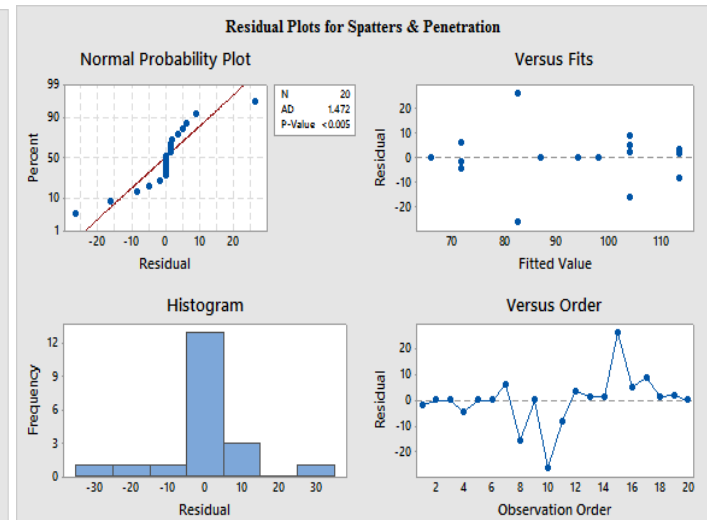 Residual Plots for Spatters & Penetration
Normal Probability Plot
99
90
50
10
1
Percent
-20 -10 0 10 20
Residual
N 20
AD 1.472
P-Value <0.005
Versus Fits
20
10
0
-10
-20
Residual
70 80 90 100 110
Fitted Value
Histogram
12
9
6
3
0
Frequency
-30 -20 -10 0 10 20 30
Residual
Versus Order
20
10
0
-10
-20
Residual
2 4 6 8 10 12 14 16 18 20
Observation Order